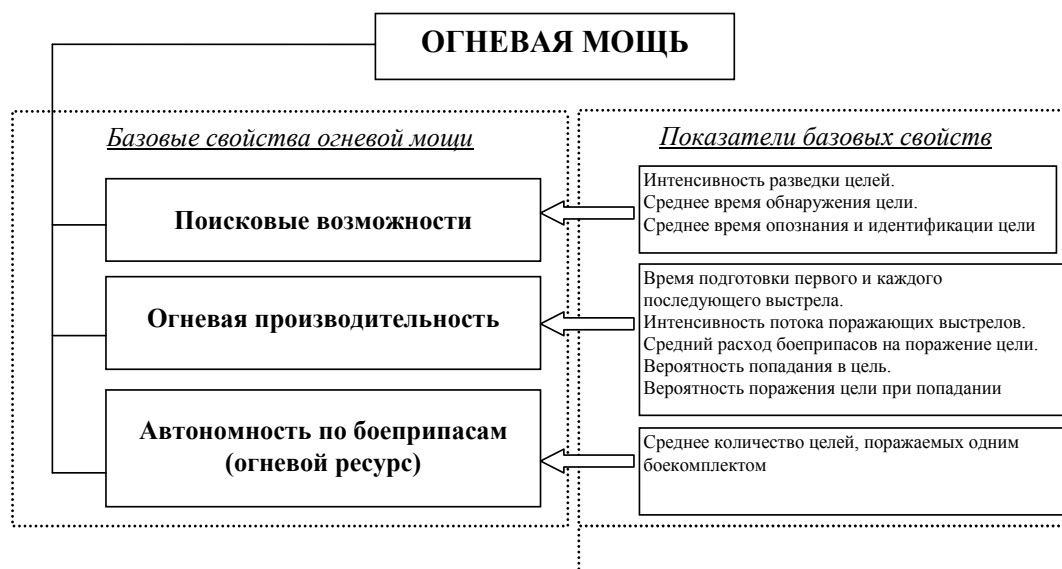 ОГНЕВАЯ МОЩЬ
Базовые свойства огневой мощи
Поисковые возможности
Огневая производительность
Автономность по боеприпасам
(огневой ресурс)
Показатели базовых свойств
Интенсивность разведки целей.
Среднее время обнаружения цели.
Среднее время опознания и идентификации цели
Время подготовки первого и каждого
последующего выстрела.
Интенсивность потока поражающих выстрелов.
Средний расход боеприпасов на поражение цели.
Вероятность попадания в цель.
Вероятность поражения цели при попадании
Среднее количество целей, поражаемых одним
боекомплектом